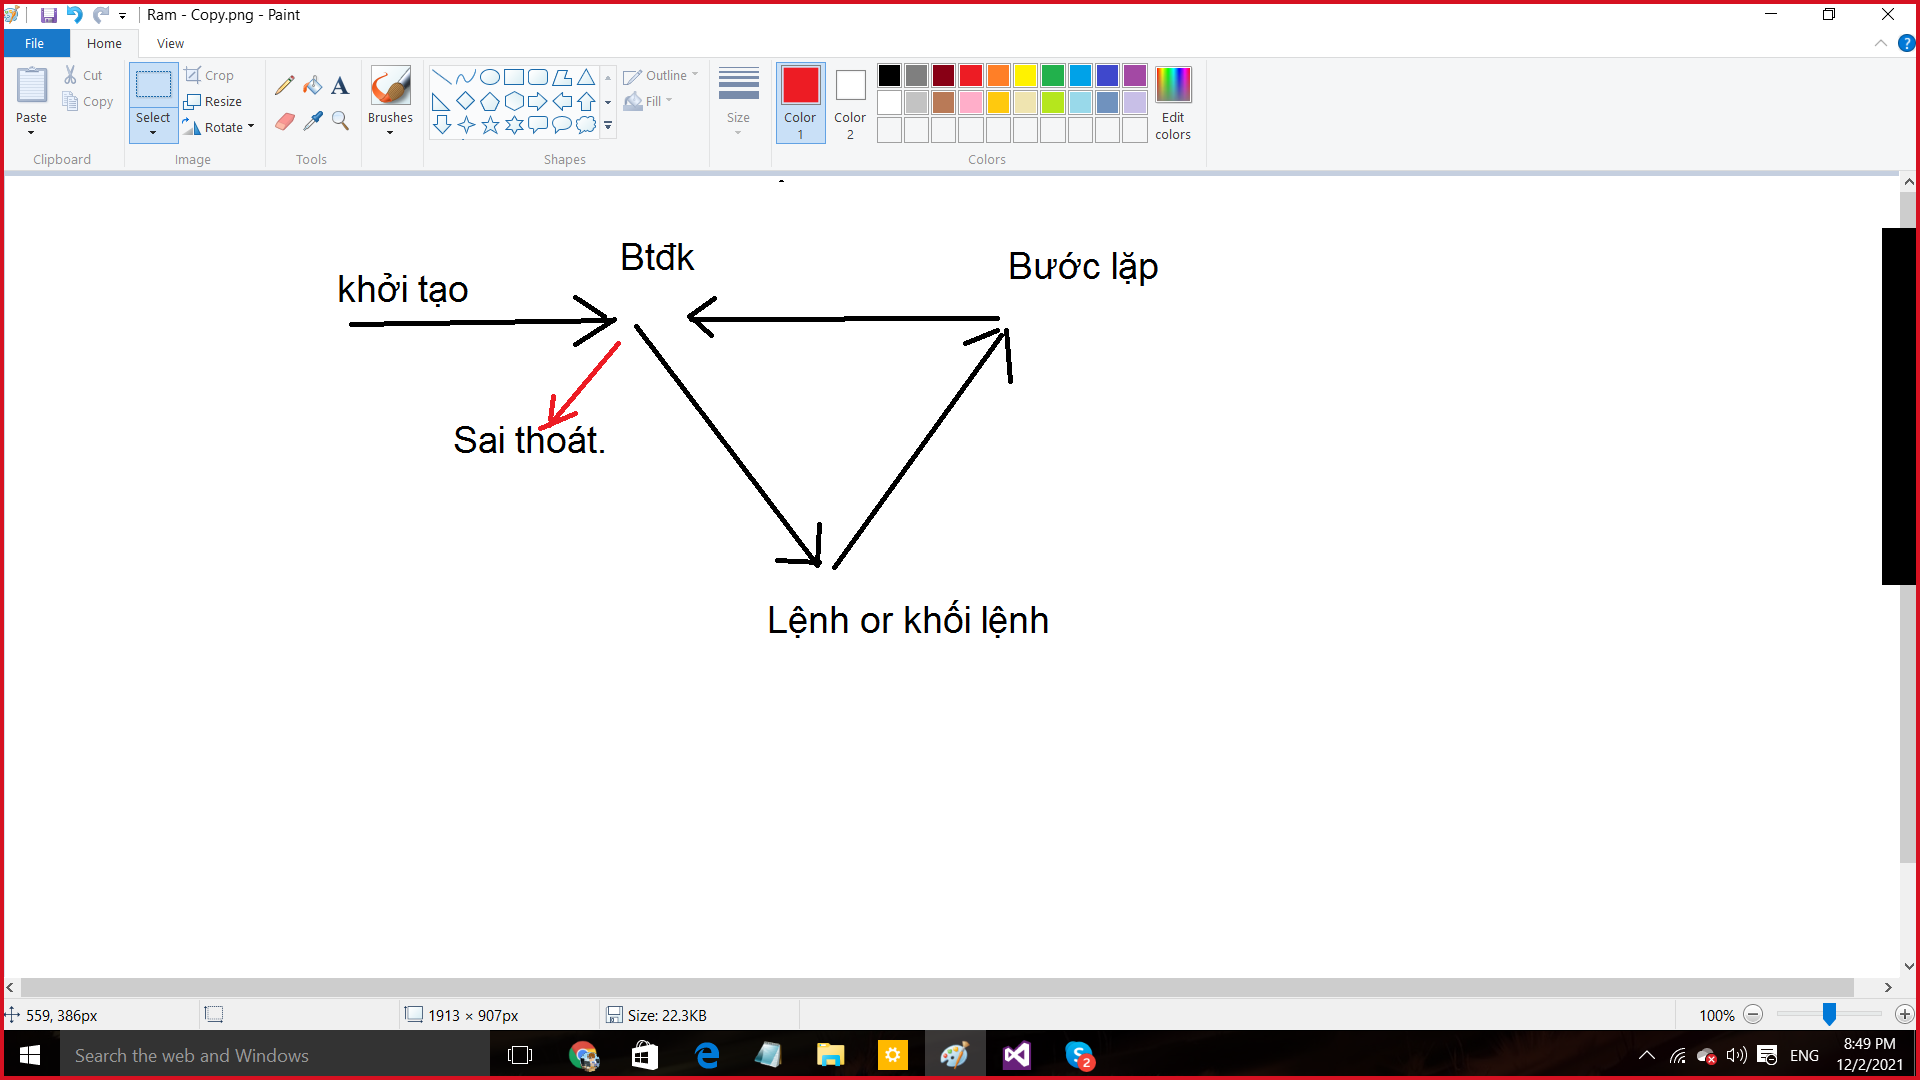 Ram - Copy.png - Paint
File Home View
Paste
Cut
Copy
Clipboard
Select
Crop
Resize
Rotate
Image
A
Tools
Brushes
Shapes
Outline
Fill
Size
Color 1
Color 2
Edit colors
Colors
?
Btđk
Bước lặp
khởi tạo
Sai thoát.
Lệnh or khối lệnh
559, 386px
1913 × 907px
Size: 22.3KB
100%
Search the web and Windows
2
ENG
8:49 PM
12/2/2021